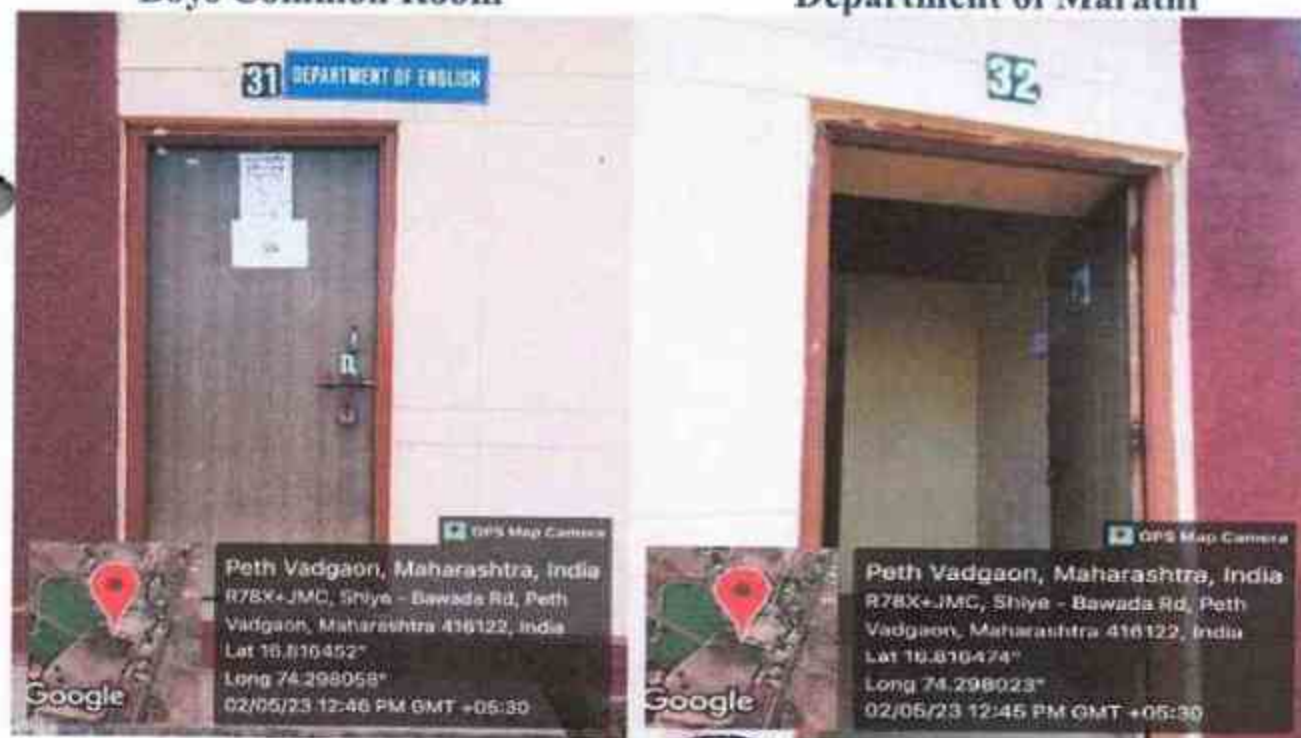 Boys Common Room
Department of Marathi
31 DEPARTMENT OF ENGLISH
32
GPS Map Camera
Peth Vadgaon, Maharashtra, India
R78X+JMC, Shiye - Bawada Rd, Peth
Vadgaon, Maharashtra 416122, India
Lat 16.816452°
Long 74.298058°
02/05/23 12:46 PM GMT +05:30
Google
GPS Map Camera
Peth Vadgaon, Maharashtra, India
R78X+JMC, Shiye - Bawada Rd, Peth
Vadgaon, Maharashtra 416122, India
Lat 16.816474°
Long 74.298023°
02/05/23 12:45 PM GMT +05:30
Google